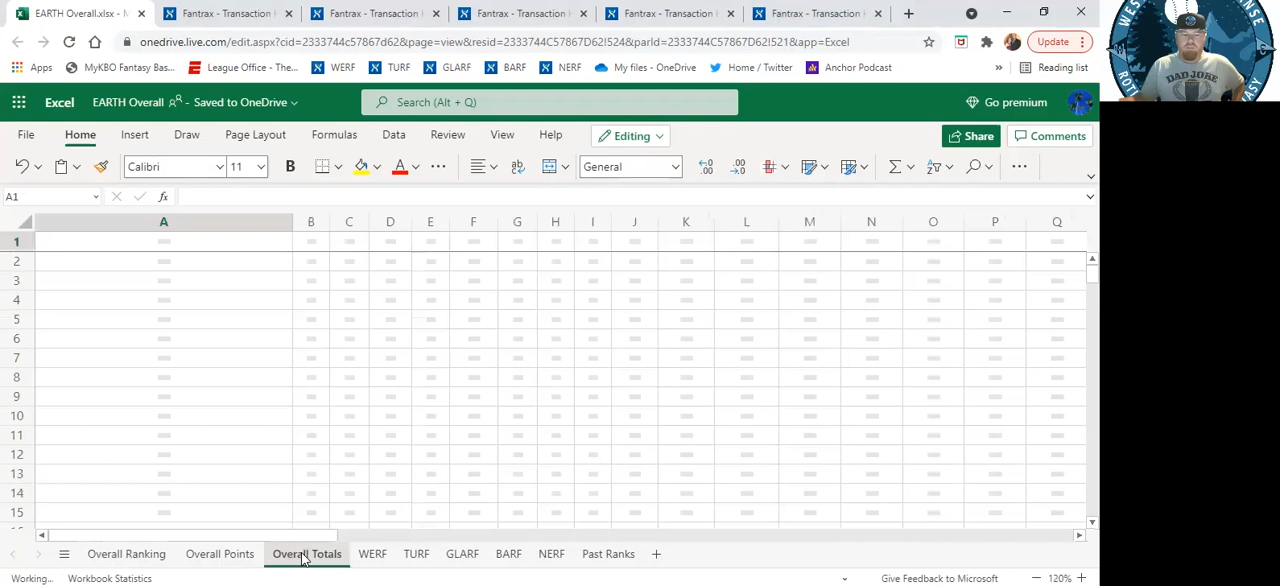 EARTH Overall.xlsx - M
Fantrax - Transaction H
Fantrax - Transaction H
Fantrax - Transaction H
Fantrax - Transaction H
Fantrax - Transaction H
onedrive.live.com/edit.aspx?cid=2333744c57867d62&page=view&resid=2333744c57867d62!524&parId=2333744c57867d62!521&app=Excel
Update
Apps
MyKBO Fantasy Bas...
League Office - The...
WERF
TURF
GLARF
BARF
NERF
My files - OneDrive
Home / Twitter
Anchor Podcast
»
Reading list
Excel
EARTH Overall - Saved to OneDrive
Search (Alt + Q)
Go premium
File Home Insert Draw Page Layout Formulas Data Review View Help Editing Share Comments
Calibri 11 B A ab General
A1 fx
A B C D E F G H I J K L M N O P Q
1
2
3
4
5
6
7
8
9
10
11
12
13
14
15
Overall Ranking Overall Points Overall Totals WERF TURF GLARF BARF NERF Past Ranks
Working... Workbook Statistics Give Feedback to Microsoft 120%
DAD JOKE